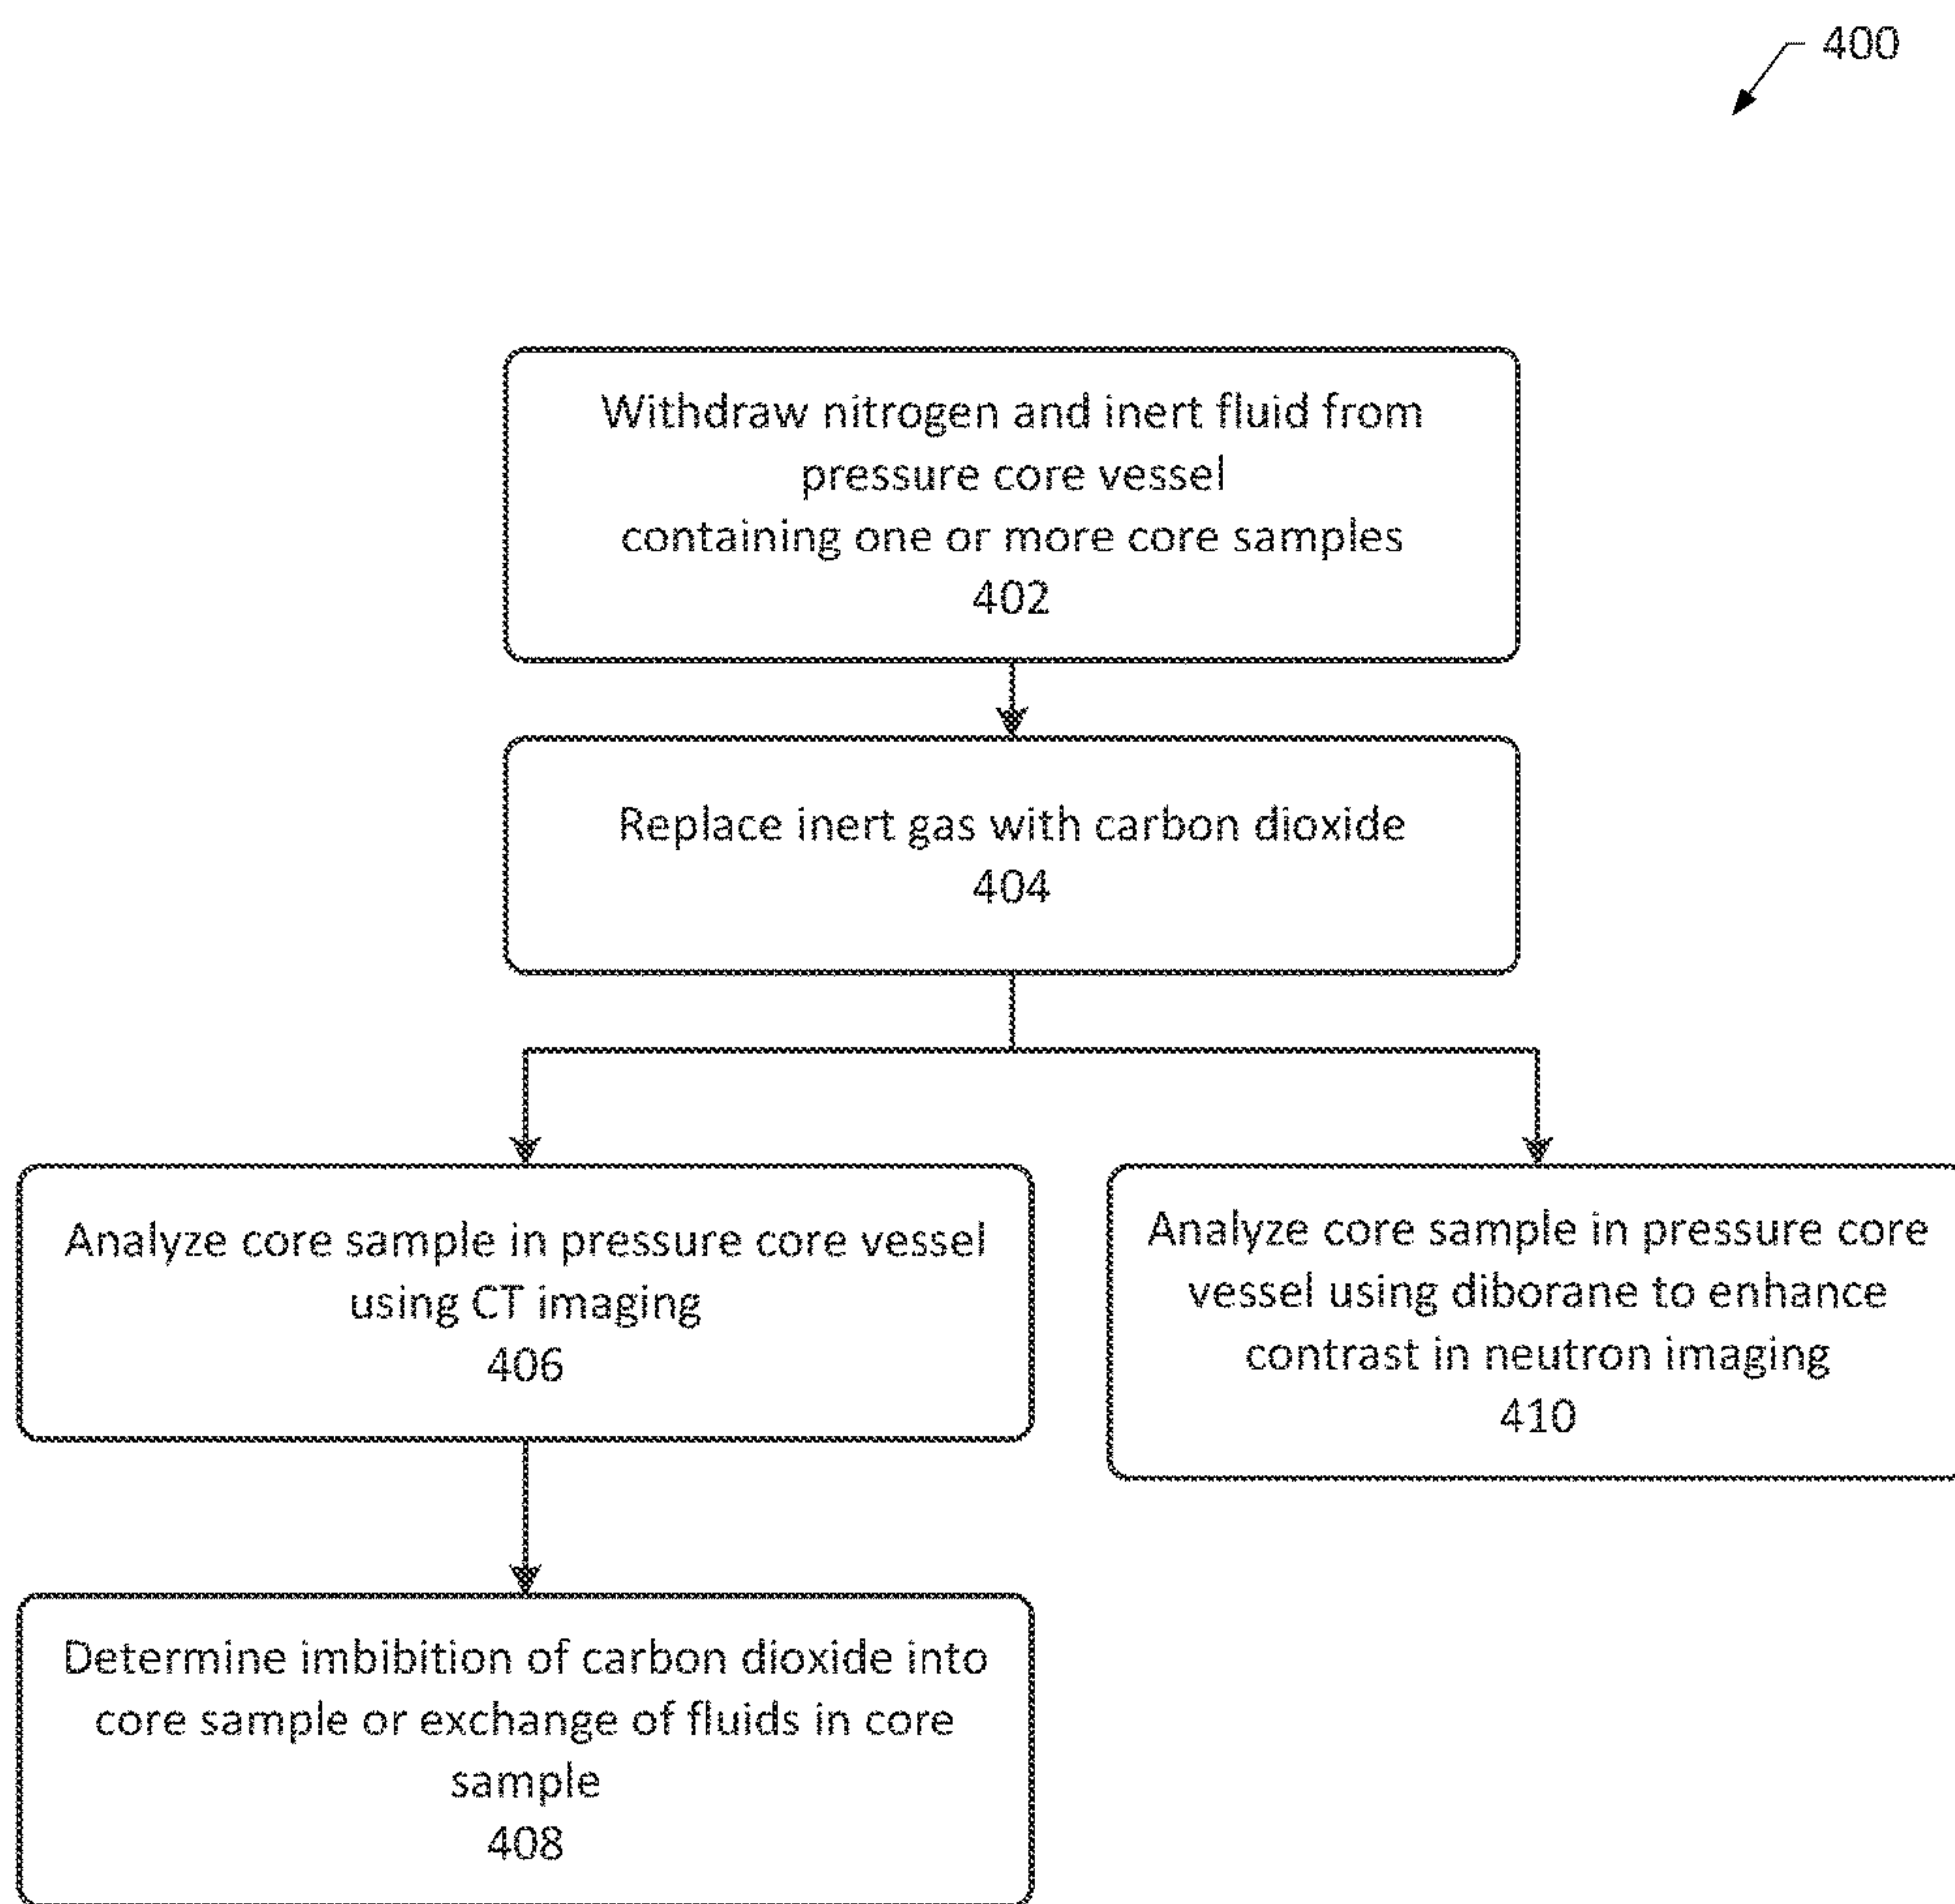 400
Withdraw nitrogen and inert fluid from
pressure core vessel
containing one or more core samples
402
Replace inert gas with carbon dioxide
404
Analyze core sample in pressure core vessel
using CT imaging
406
Analyze core sample in pressure core
vessel using diborane to enhance
contrast in neutron imaging
410
Determine imbibition of carbon dioxide into
core sample or exchange of fluids in core
sample
408